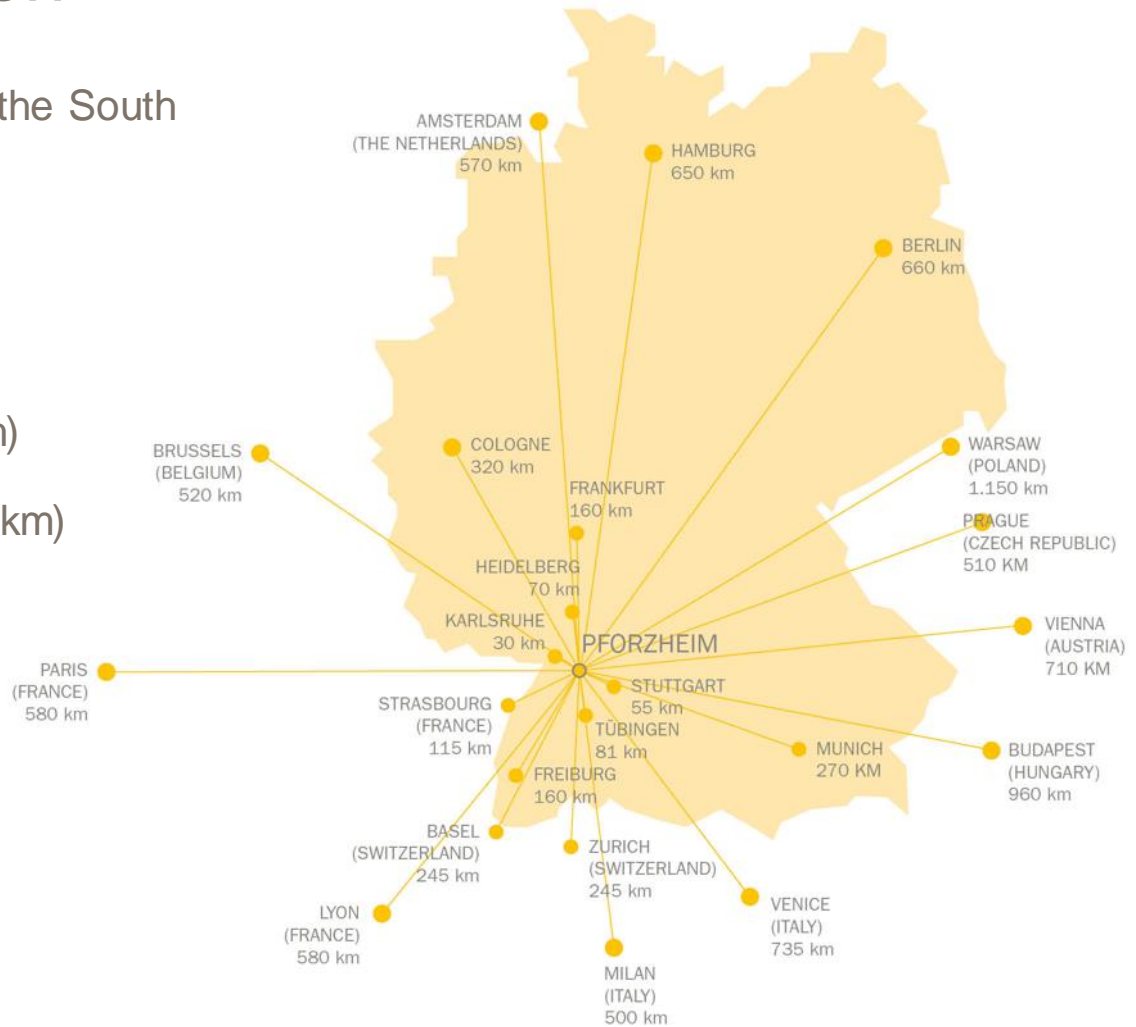 the South
AMSTERDAM
(THE NETHERLANDS)
570 km
HAMBURG
650 km
BERLIN
660 km
BRUSSELS
(BELGIUM)
520 km
COLOGNE
320 km
FRANKFURT
160 km
WARSAW
(POLAND)
1.150 km
PRAGUE
(CZECH REPUBLIC)
510 KM
km)
HEIDELBERG
70 km
KARLSRUHE
30 km
PFORZHEIM
VIENNA
(AUSTRIA)
710 KM
PARIS
(FRANCE)
580 km
STRASBOURG
(FRANCE)
115 km
STUTTGART
55 km
TÜBINGEN
81 km
MUNICH
270 KM
BUDAPEST
(HUNGARY)
960 km
FREIBURG
160 km
BASEL
(SWITZERLAND)
245 km
ZURICH
(SWITZERLAND)
245 km
LYON
(FRANCE)
580 km
VENICE
(ITALY)
735 km
MILAN
(ITALY)
500 km